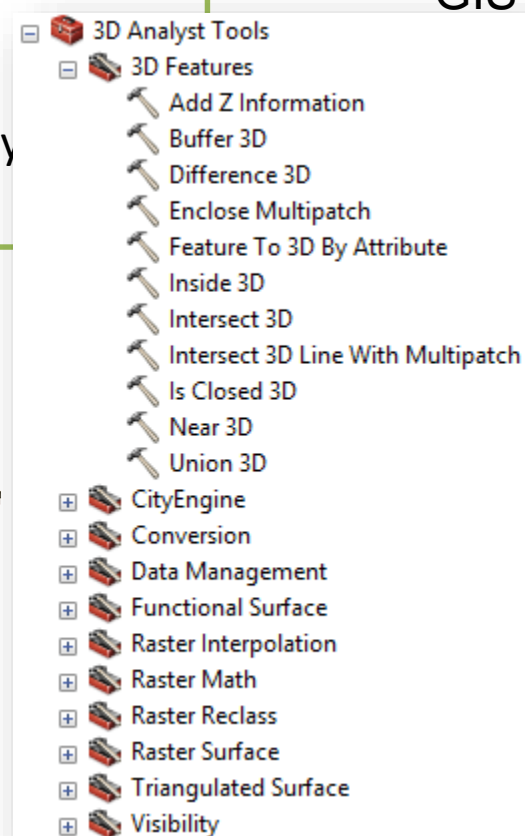 3D Analyst Tools
3D Features
Add Z Information
Buffer 3D
Difference 3D
Enclose Multipatch
Feature To 3D By Attribute
Inside 3D
Intersect 3D
Intersect 3D Line With Multipatch
Is Closed 3D
Near 3D
Union 3D
CityEngine
Conversion
Data Management
Functional Surface
Raster Interpolation
Raster Math
Raster Reclass
Raster Surface
Triangulated Surface
Visibility